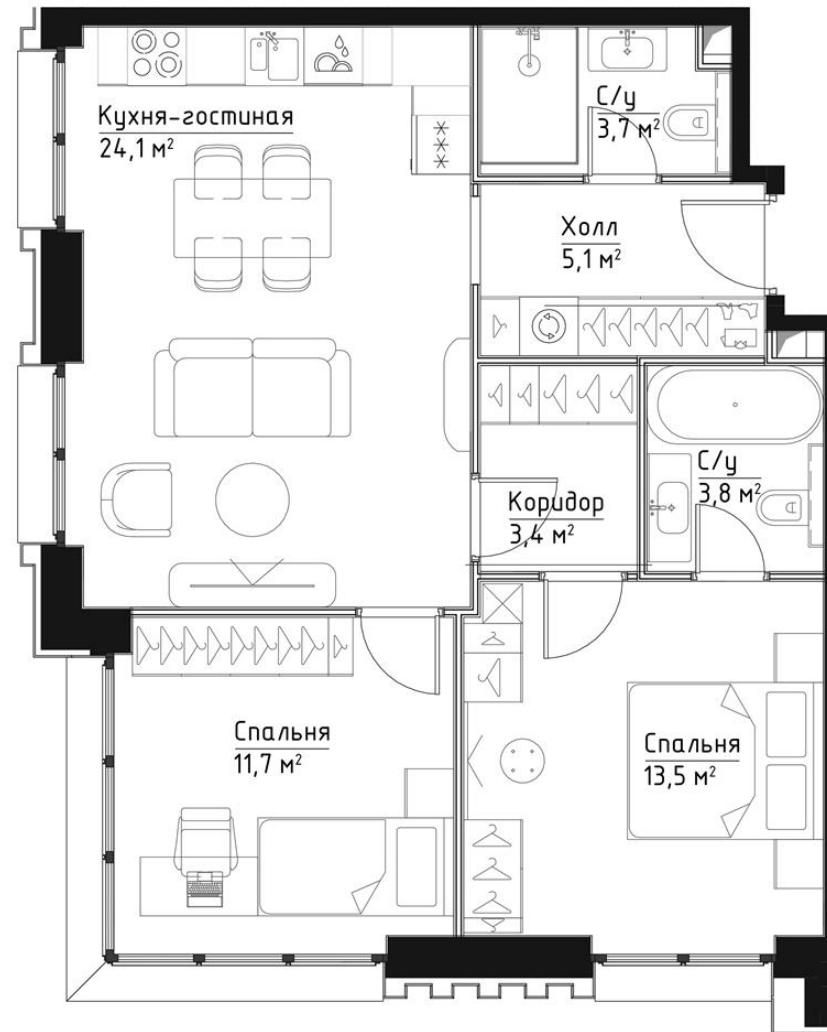 Кухня-гостиная
24,1 м²
С/у
3,7 м²
Холл
5,1 м²
С/у
3,8 м²
Коридор
3,4 м²
Спальня
11,7 м²
Спальня
13,5 м²